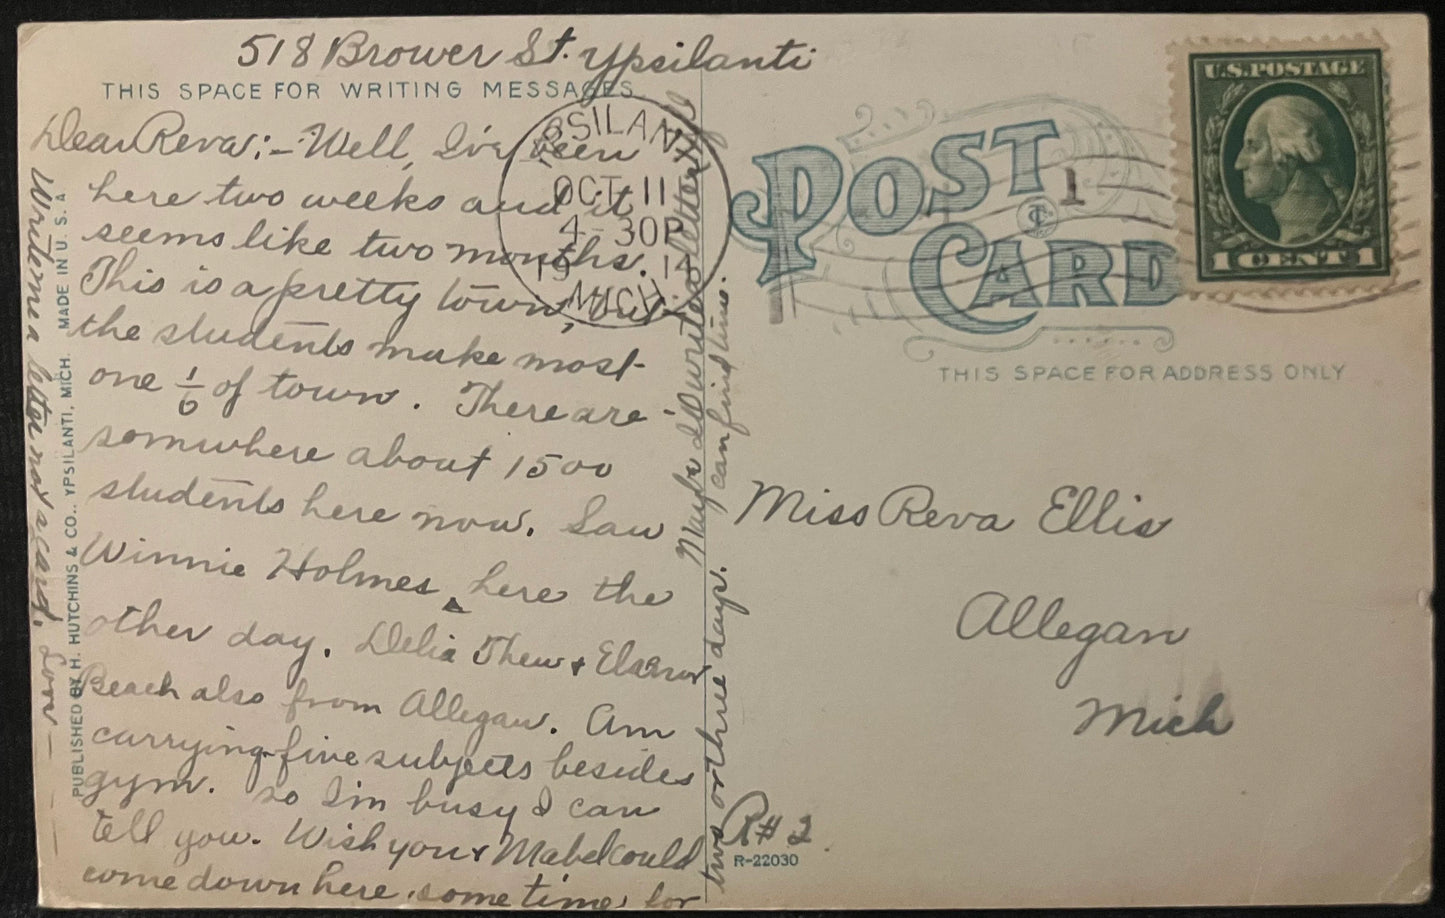 518 Brower St. Ypsilanti
THIS SPACE FOR WRITING MESSAGES
Dear Reva:- Well, I've been
here two weeks and it
seems like two months.
This is a pretty town, but
the students make most
one 1/6 of town. There are -
somwhere about 1500
students here now. Saw
Winnie Holmes, here the
other day. Delia Thew & Eleanor
Beach also from Allegan. Am
carrying five subjects besides
gym. so I'm busy I can
tell you. Wish you & Mabel could
come down here some time for
two or three days.
Maybe I'll write a letter if I
can find time.
Write me a letter not a card.
Love -
PUBLISHED BY H. HUTCHINS & CO., YPSILANTI, MICH. MADE IN U. S. A
YPSILANTI
OCT 11
4-30P
1914
MICH.
1
POST
CARD
U.S. POSTAGE
1 CENT 1
THIS SPACE FOR ADDRESS ONLY
Miss Reva Ellis
Allegan
Mich
R# 2.
R-22030